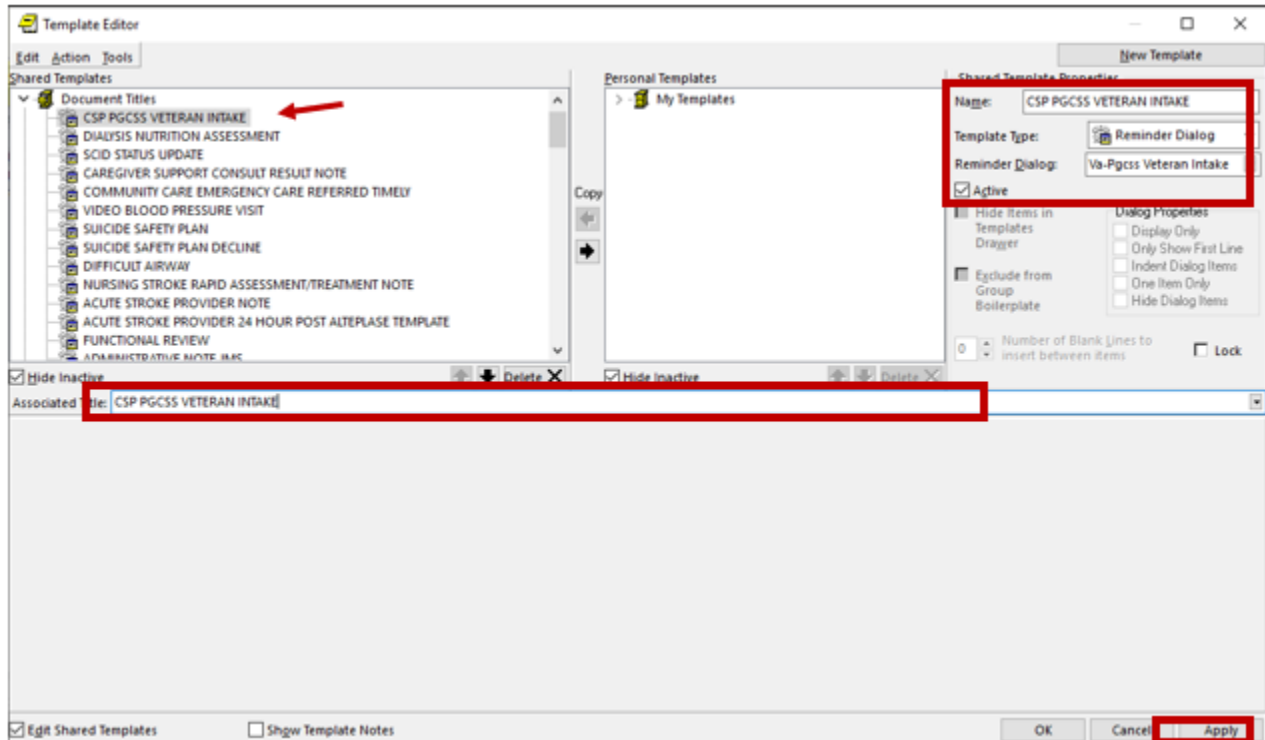 Template Editor
Edit Action Tools
New Template
Shared Templates
Document Titles
CSP PGCSS VETERAN INTAKE
DIALYSIS NUTRITION ASSESSMENT
SCID STATUS UPDATE
CAREGIVER SUPPORT CONSULT RESULT NOTE
COMMUNITY CARE EMERGENCY CARE REFERRED TIMELY
VIDEO BLOOD PRESSURE VISIT
SUICIDE SAFETY PLAN
SUICIDE SAFETY PLAN DECLINE
DIFFICULT AIRWAY
NURSING STROKE RAPID ASSESSMENT/TREATMENT NOTE
ACUTE STROKE PROVIDER NOTE
ACUTE STROKE PROVIDER 24 HOUR POST ALTEPLASE TEMPLATE
FUNCTIONAL REVIEW
ADMINISTRATIVE NOTE JMS
Hide Inactive
Delete
Copy
Personal Templates
My Templates
Hide Inactive
Delete
Shared Template Properties
Name: CSP PGCSS VETERAN INTAKE
Template Type: Reminder Dialog
Reminder Dialog: Va-Pgcss Veteran Intake
Active
Hide Items in
Templates
Drawer
Exclude from
Group
Boilerplate
Dialog Properties
Display Only
Only Show First Line
Indent Dialog Items
One Item Only
Hide Dialog Items
0 Number of Blank Lines to
insert between items
Lock
Associated Title: CSP PGCSS VETERAN INTAKE
Edit Shared Templates
Show Template Notes
OK
Cancel
Apply